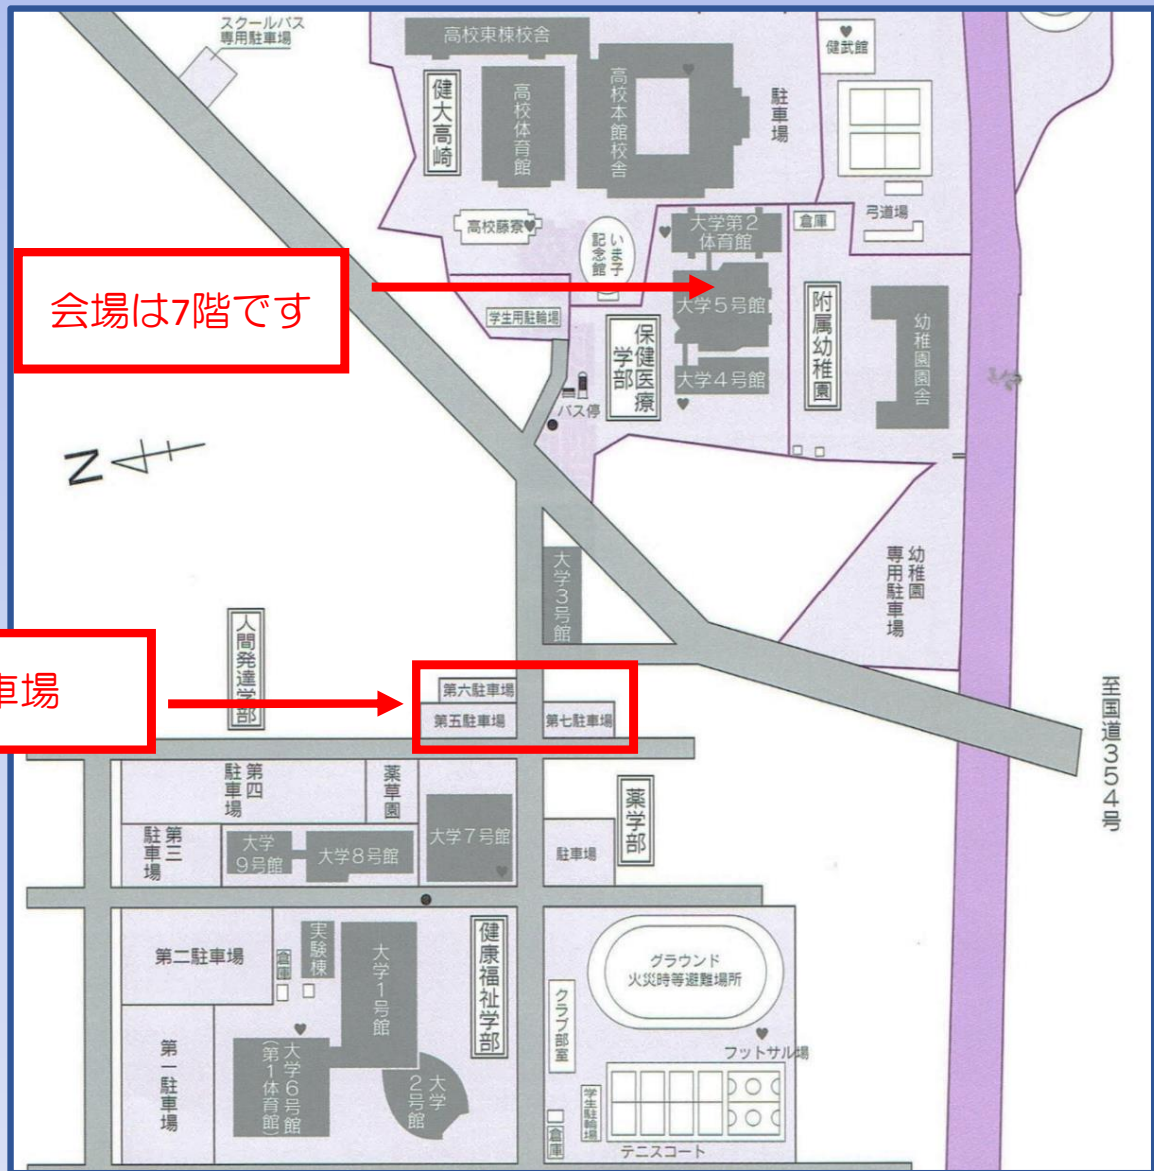 スクールバス
専用駐車場
高校東棟校舎
健武館
健大高崎
高校体育館
高校本館校舎
駐車場
高校藤寮
いま子
記念館
大学第2
体育館
倉庫
弓道場
会場は7階です
大学5号館
学生用駐輪場
保健医療
学部
附属幼稚園
幼稚園園舎
大学4号館
バス停
N
大学3号館
幼稚園
専用駐車場
人間発達学部
車場
第六駐車場
第五駐車場
第七駐車場
至国道354号
第四
駐車場
薬草園
薬学部
第三
駐車場
大学
9号館
大学8号館
大学7号館
駐車場
第二駐車場
倉庫
実験棟
大学1号館
健康福祉学部
グラウンド
火災時等避難場所
クラブ部室
フットサル場
第一駐車場
大学6号館
(第1体育館)
大学
2号館
学生駐輪場
倉庫
テニスコート